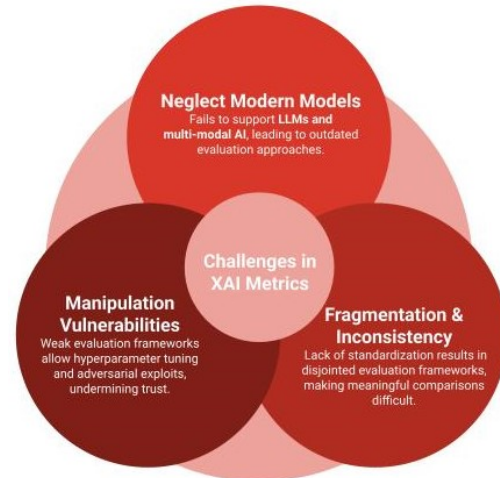 Neglect Modern Models
Fails to support LLMs and
multi-modal AI, leading to outdated
evaluation approaches.
Challenges in
XAI Metrics
Manipulation
Vulnerabilities
Weak evaluation frameworks
allow hyperparameter tuning
and adversarial exploits,
undermining trust.
Fragmentation &
Inconsistency
Lack of standardization results in
disjointed evaluation frameworks,
making meaningful comparisons
difficult.